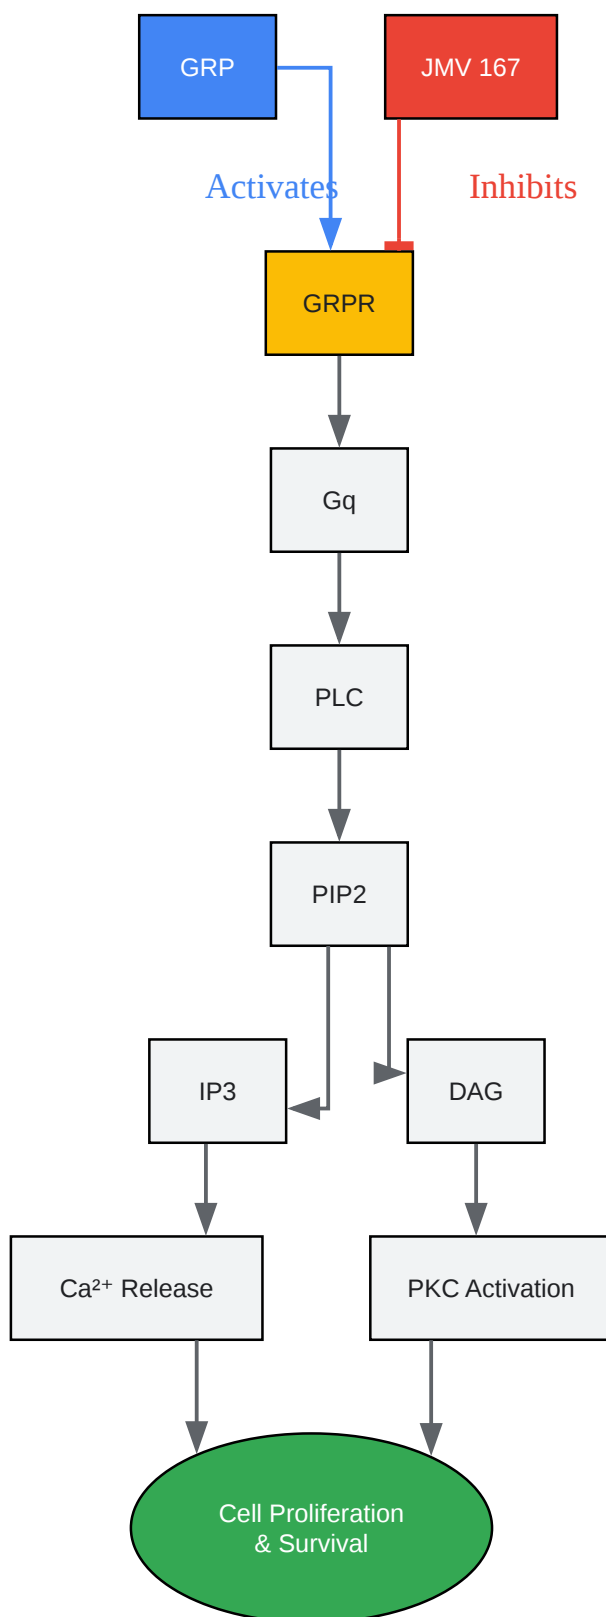 GRP
JMV 167
Activates
Inhibits
GRPR
Gq
PLC
PIP2
IP3
DAG
Ca²⁺ Release
PKC Activation
Cell Proliferation
& Survival